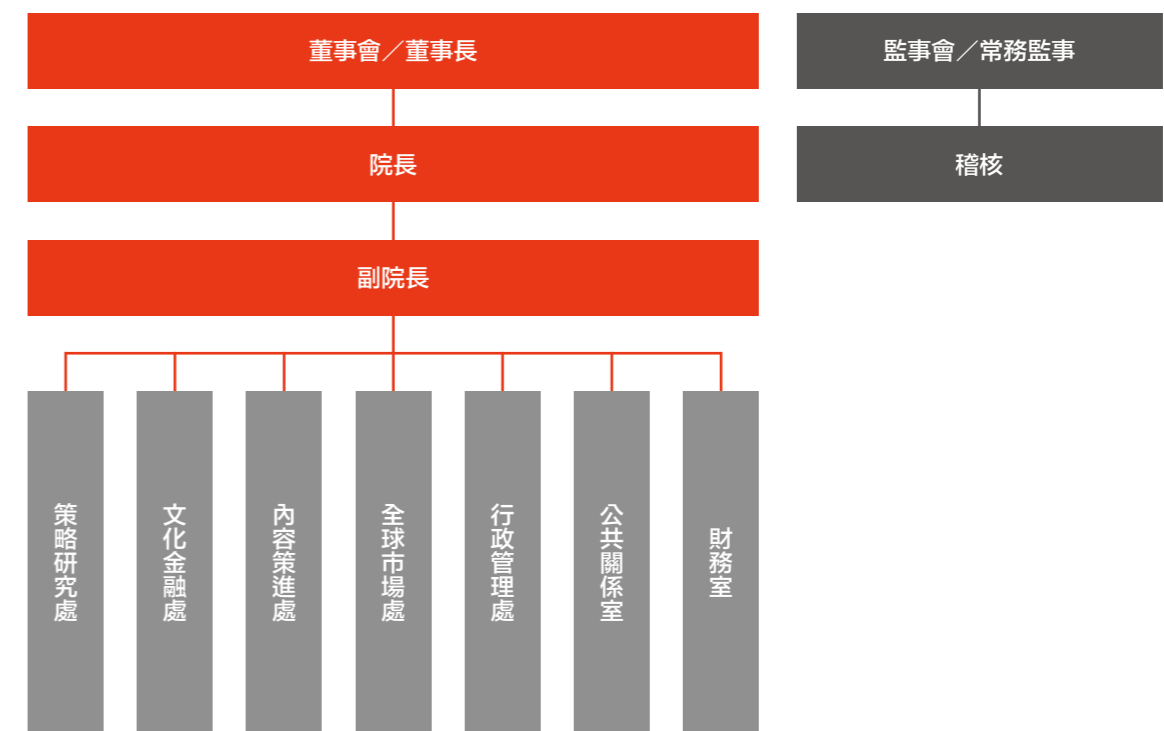 董事會／董事長
監事會／常務監事
院長
稽核
副院長
策略研究處
文化金融處
內容策進處
全球市場處
行政管理處
公共關係室
財務室